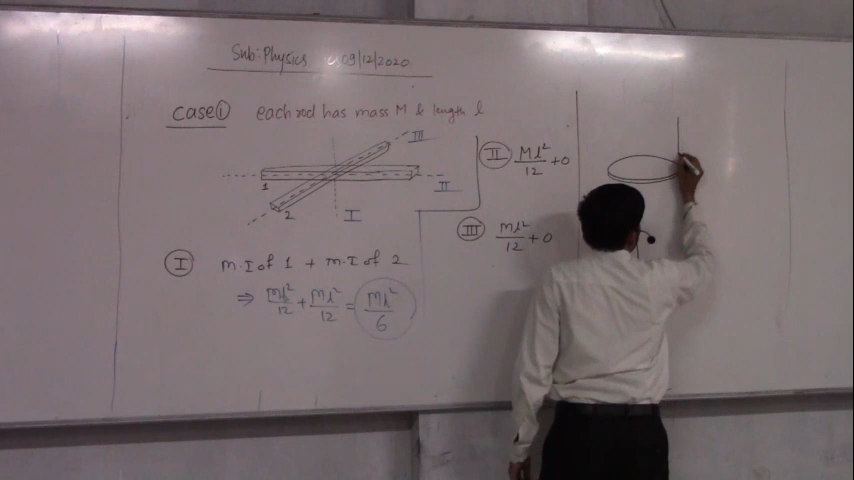 Sub:Physics 09/12/2020
Case① each rod has mass M & length l
III
1
II
2
I
Ⅰ m.I of 1 + m.I of 2
⇒ Ml²/12 + Ml²/12 = Ml²/6
Ⅱ Ml²/12 + 0
Ⅲ Ml²/12 + 0